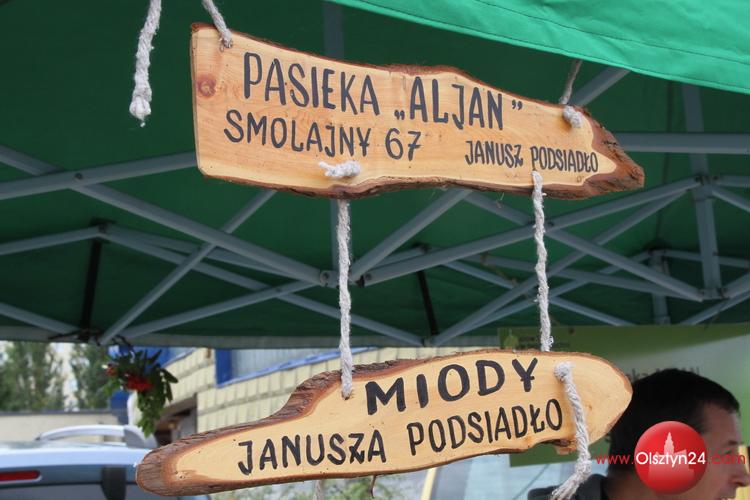 PASIEKA „ALJAN”
SMOLAJNY 67 JANUSZ PODSIADŁO
MIODY
JANUSZA PODSIADŁO
www.Olsztyn24.com